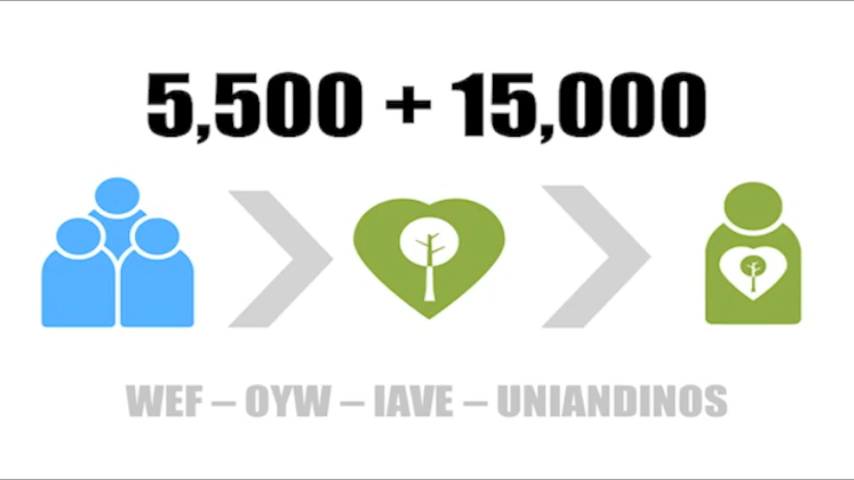 5,500 + 15,000
WEF – OYW – IAVE – UNIANDINOS